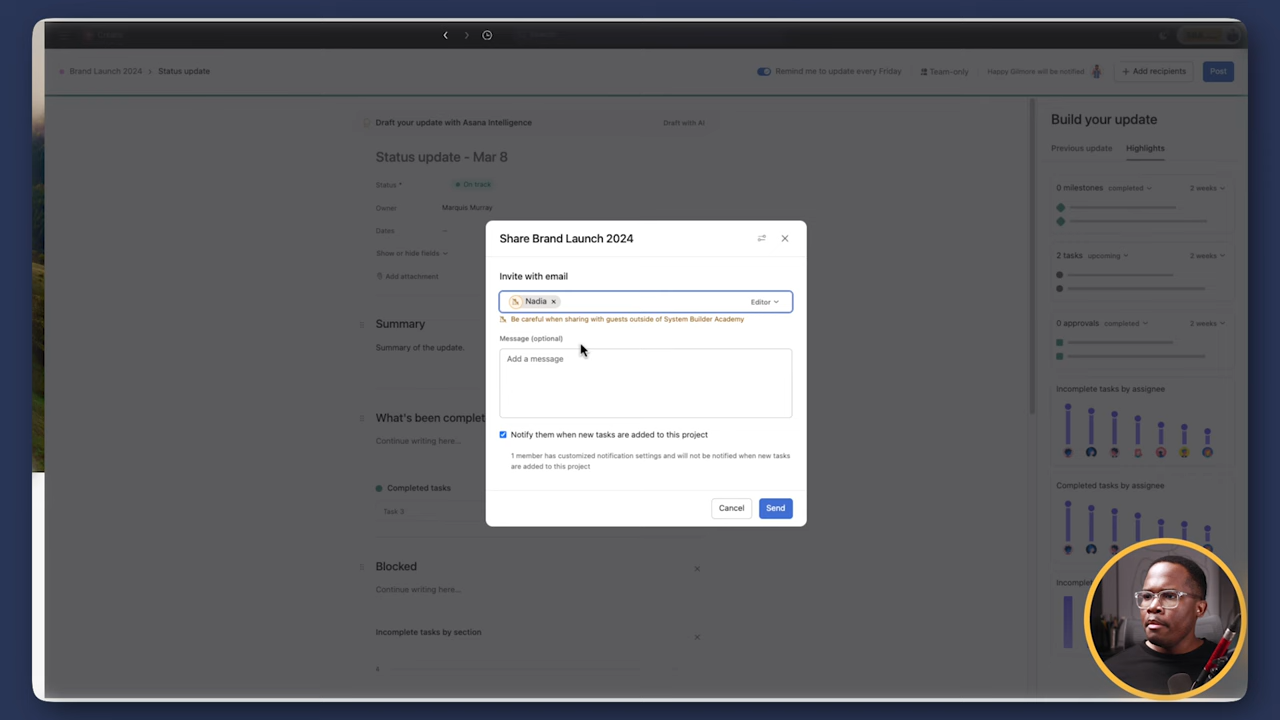 Create
Search
Brand Launch 2024 › Status update
Remind me to update every Friday
Team-only
Happy Gilmore will be notified
+ Add recipients
Post
Draft your update with Asana Intelligence
Draft with AI
Status update - Mar 8
Status *
On track
Owner
Marquis Murray
Dates
--
Show or hide fields
Add attachment
Summary
Summary of the update.
What's been complet
Continue writing here...
Completed tasks
Task 3
Blocked
Continue writing here...
Incomplete tasks by section
6
Share Brand Launch 2024
Invite with email
Nadia
Editor
Be careful when sharing with guests outside of System Builder Academy
Message (optional)
Add a message
Notify them when new tasks are added to this project
1 member has customized notification settings and will not be notified when new tasks
are added to this project
Cancel
Send
Build your update
Previous update
Highlights
0 milestones completed
2 weeks
2 tasks upcoming
2 weeks
0 approvals completed
2 weeks
Incomplete tasks by assignee
Completed tasks by assignee
Incomplet